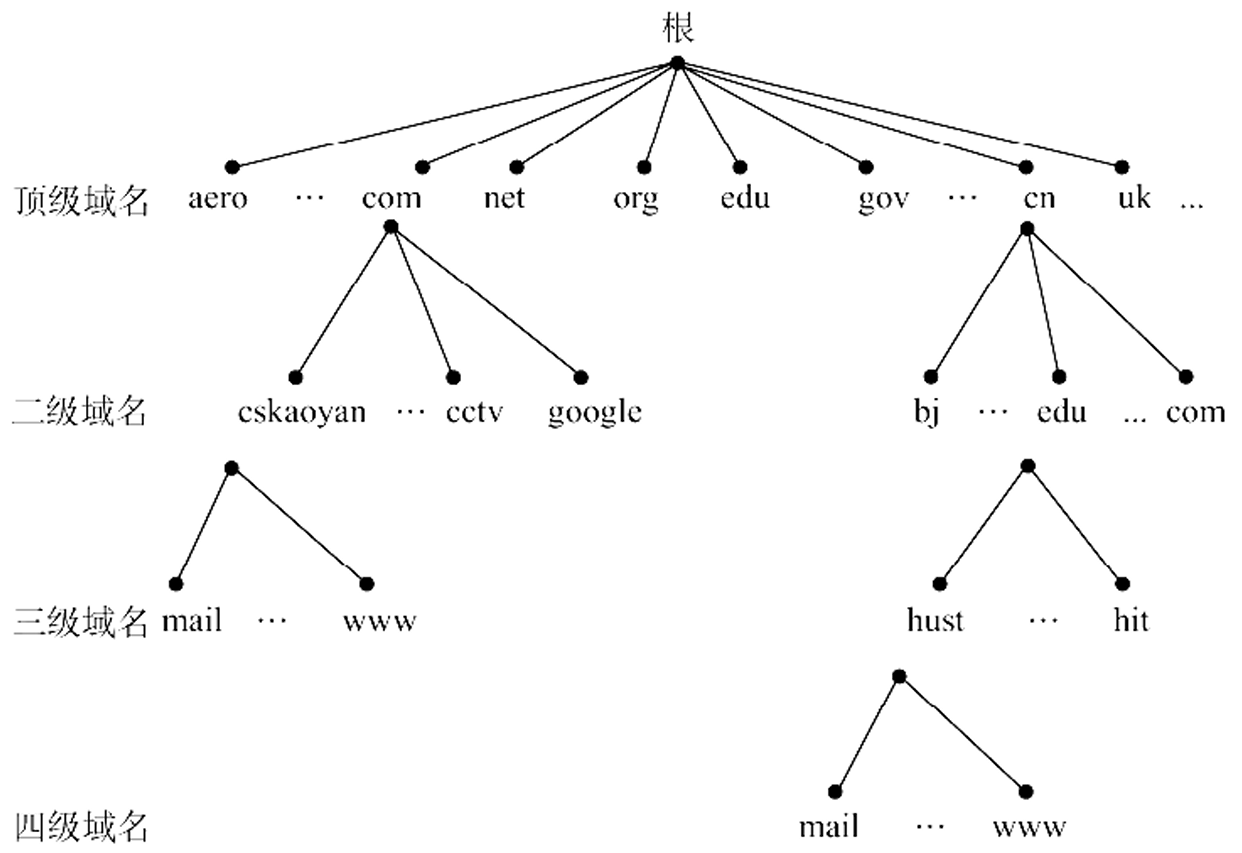 根
顶级域名 aero … com net org edu gov … cn uk ...
二级域名 cskaoyan … cctv google bj … edu ... com
三级域名 mail … www hust … hit
四级域名 mail … www